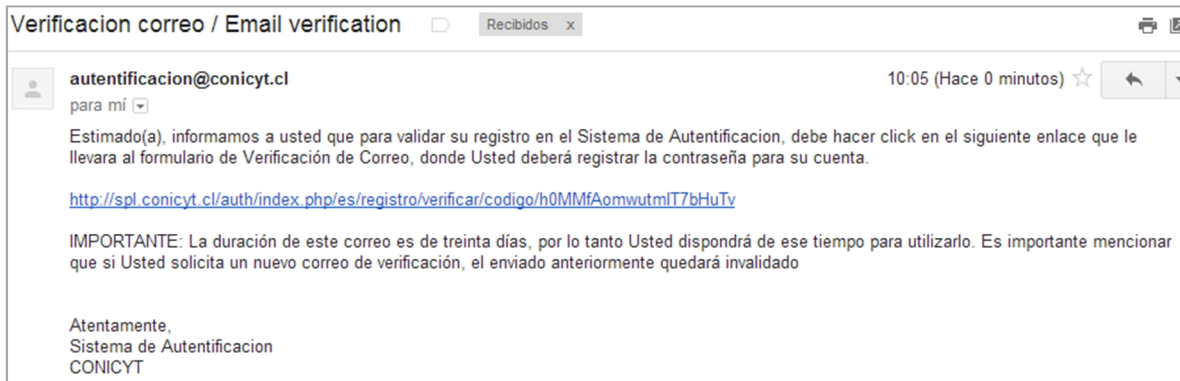 Verificacion correo / Email verification Recibidos x
autentificacion@conicyt.cl 10:05 (Hace 0 minutos)
para mí
Estimado(a), informamos a usted que para validar su registro en el Sistema de Autentificacion, debe hacer click en el siguiente enlace que le
llevara al formulario de Verificación de Correo, donde Usted deberá registrar la contraseña para su cuenta.
http://spl.conicyt.cl/auth/index.php/es/registro/verificar/codigo/h0MMfAomwutmIT7bHuTv
IMPORTANTE: La duración de este correo es de treinta días, por lo tanto Usted dispondrá de ese tiempo para utilizarlo. Es importante mencionar
que si Usted solicita un nuevo correo de verificación, el enviado anteriormente quedará invalidado
Atentamente,
Sistema de Autentificacion
CONICYT